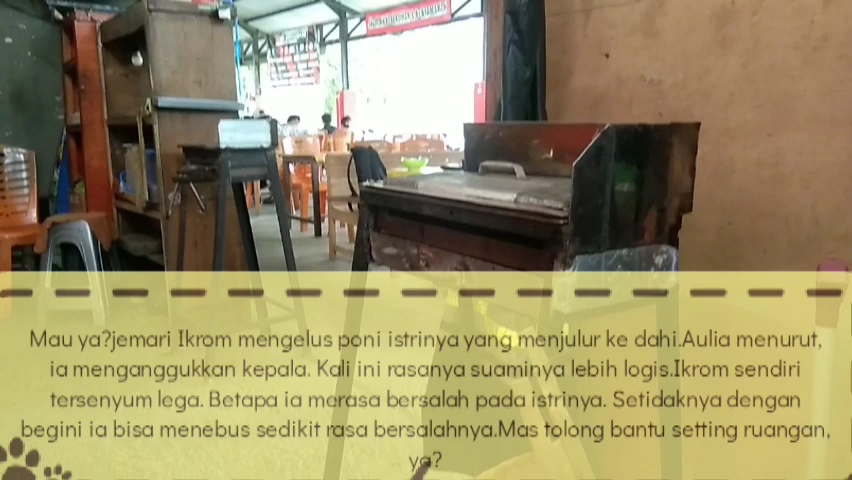 Mau ya?jemari Ikrom mengelus poni istrinya yang menjulur ke dahi.Aulia menurut,
ia menganggukkan kepala. Kali ini rasanya suaminya lebih logis.Ikrom sendiri
tersenyum lega. Betapa ia merasa bersalah pada istrinya. Setidaknya dengan
begini ia bisa menebus sedikit rasa bersalahnya.Mas tolong bantu setting ruangan,
ya?